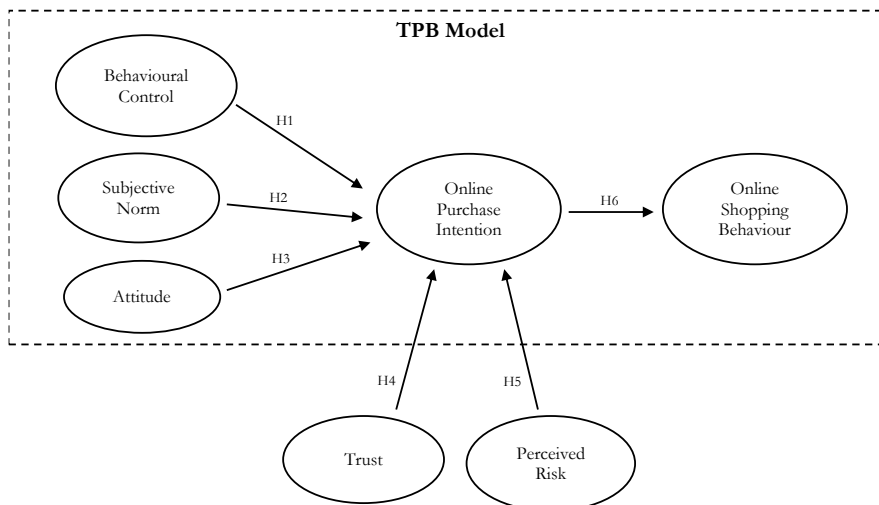 TPB Model
Behavioural
Control
H1
Subjective
Norm
H2
Attitude
H3
Online
Purchase
Intention
H6
Online
Shopping
Behaviour
H4
H5
Trust
Perceived
Risk